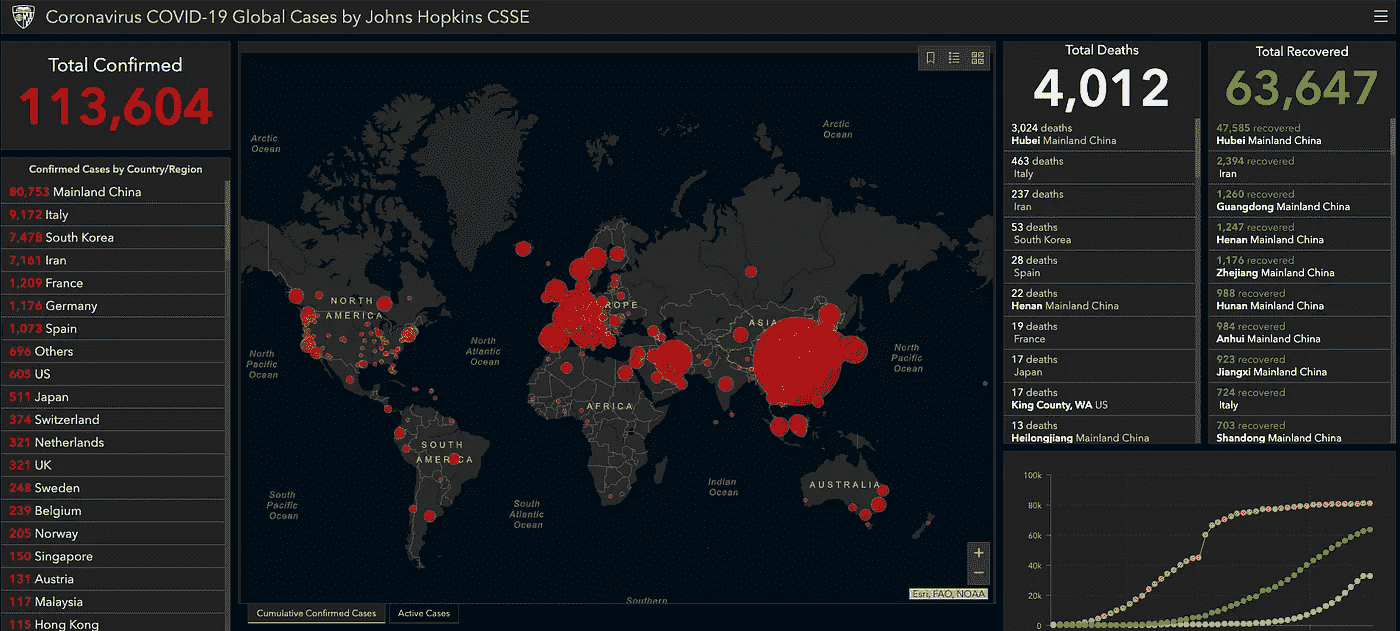 Coronavirus COVID-19 Global Cases by Johns Hopkins CSSE
Total Confirmed
113,604
Confirmed Cases by Country/Region
80,753 Mainland China
9,172 Italy
7,478 South Korea
7,161 Iran
1,209 France
1,176 Germany
1,073 Spain
696 Others
605 US
511 Japan
374 Switzerland
321 Netherlands
321 UK
248 Sweden
239 Belgium
205 Norway
150 Singapore
131 Austria
117 Malaysia
115 Hong Kong
Arctic
Ocean
Arctic
Ocean
NORTH
AMERICA
EUROPE
ASIA
North
Pacific
Ocean
North
Atlantic
Ocean
North
Pacific
Ocean
AFRICA
SOUTH
AMERICA
AUSTRALIA
Indian
Ocean
South
Pacific
Ocean
South
Atlantic
Ocean
Southern
+
−
Esri, FAO, NOAA
Cumulative Confirmed Cases
Active Cases
Total Deaths
4,012
3,024 deaths
Hubei Mainland China
463 deaths
Italy
237 deaths
Iran
53 deaths
South Korea
28 deaths
Spain
22 deaths
Henan Mainland China
19 deaths
France
17 deaths
Japan
17 deaths
King County, WA US
13 deaths
Heilongjiang Mainland China
Total Recovered
63,647
47,585 recovered
Hubei Mainland China
2,394 recovered
Iran
1,260 recovered
Guangdong Mainland China
1,247 recovered
Henan Mainland China
1,176 recovered
Zhejiang Mainland China
988 recovered
Hunan Mainland China
984 recovered
Anhui Mainland China
923 recovered
Jiangxi Mainland China
724 recovered
Italy
703 recovered
Shandong Mainland China
100k
80k
60k
40k
20k
0